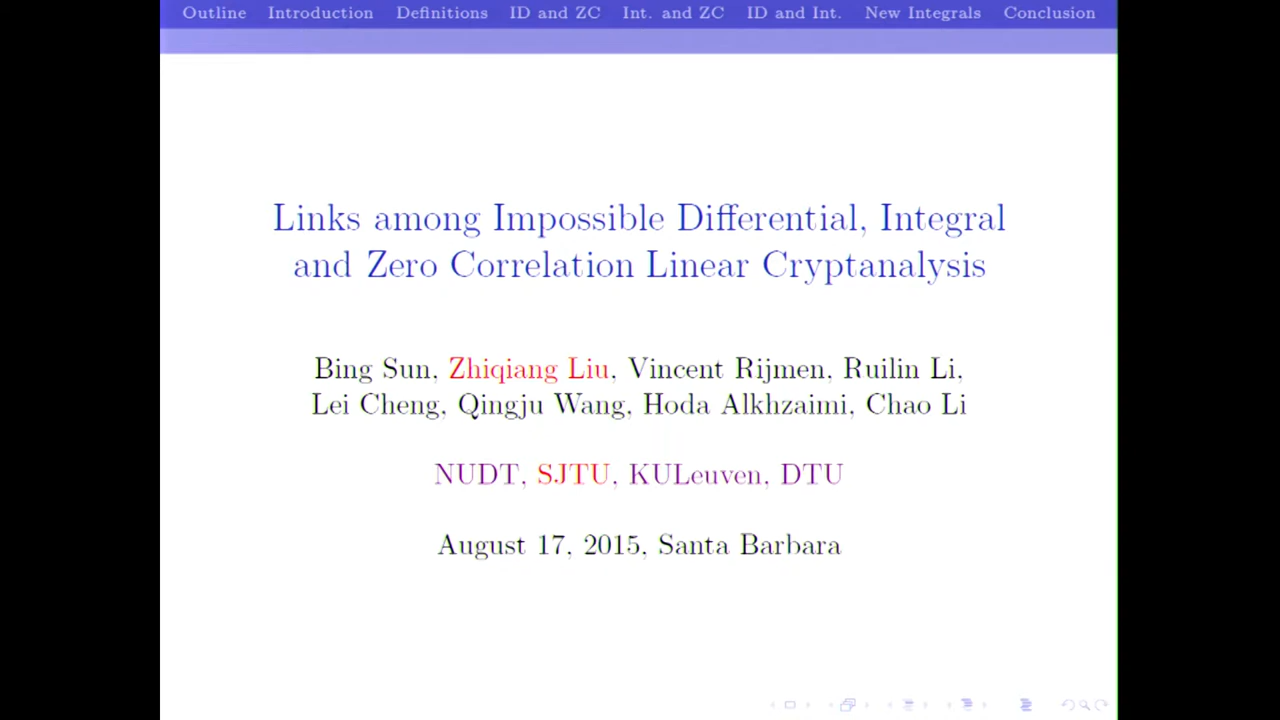 Outline Introduction Definitions ID and ZC Int. and ZC ID and Int. New Integrals Conclusion
Links among Impossible Differential, Integral
and Zero Correlation Linear Cryptanalysis
Bing Sun, Zhiqiang Liu, Vincent Rijmen, Ruilin Li,
Lei Cheng, Qingju Wang, Hoda Alkhzaimi, Chao Li
NUDT, SJTU, KULeuven, DTU
August 17, 2015, Santa Barbara